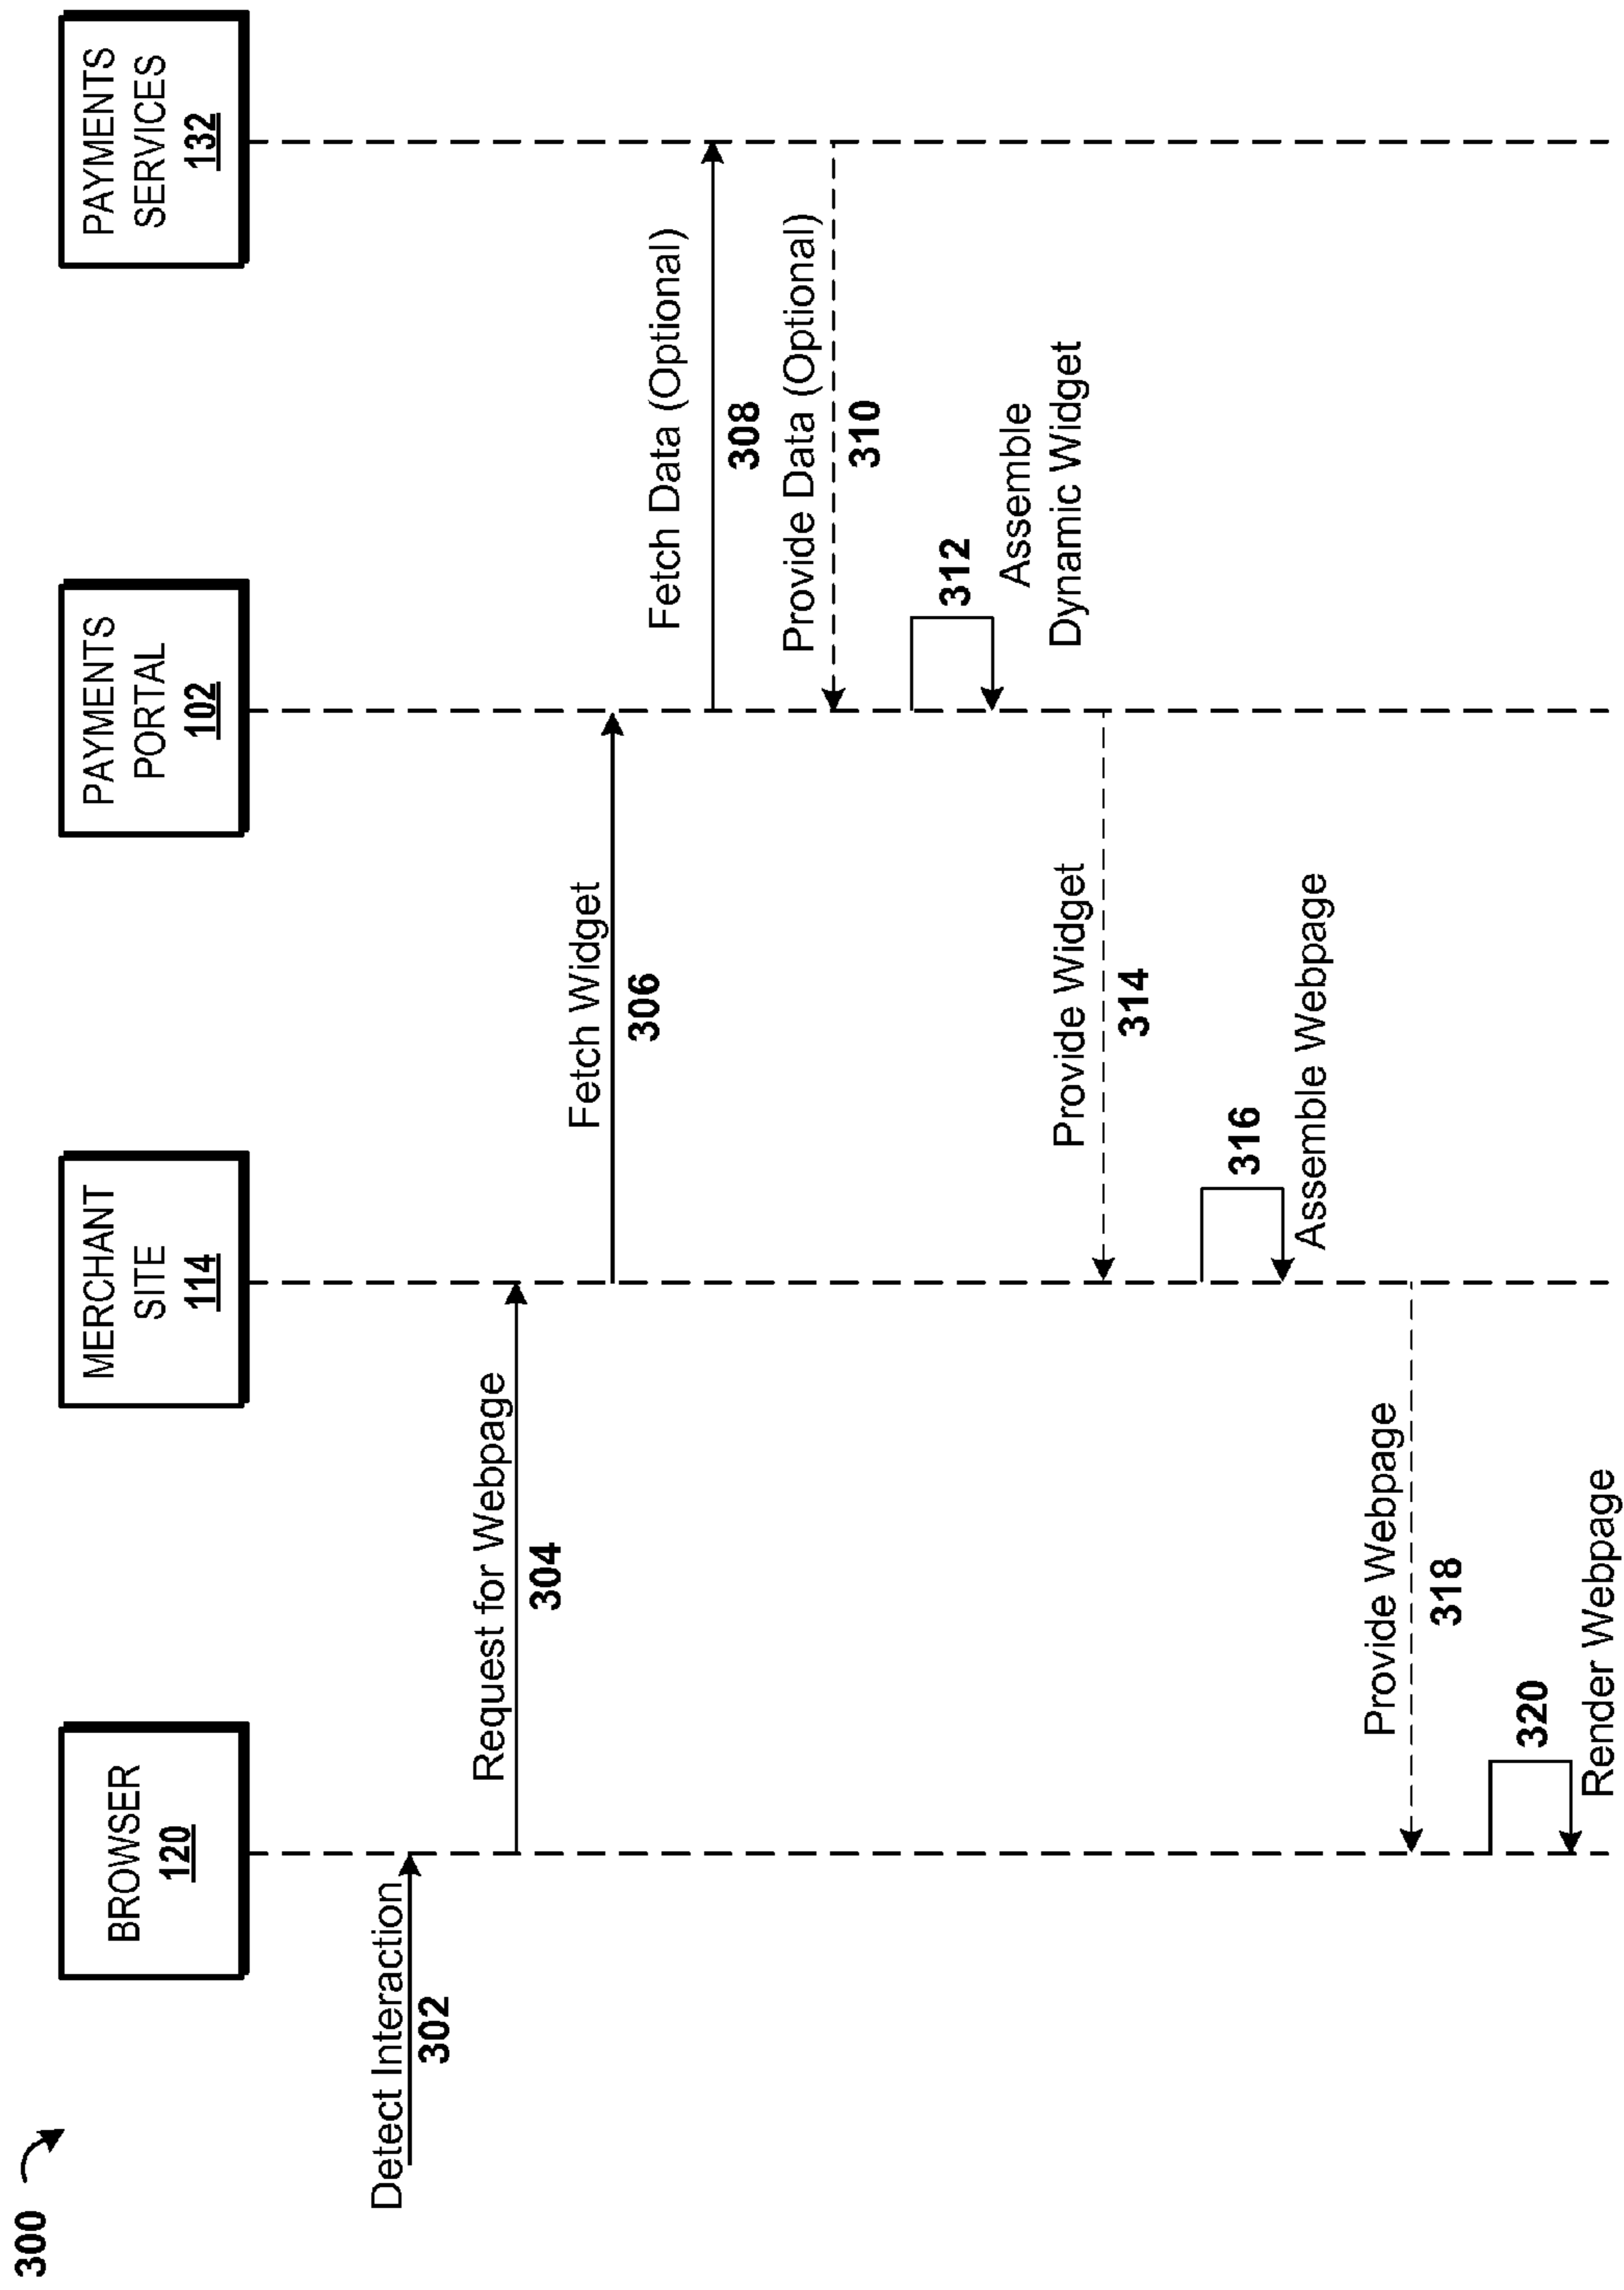 300
BROWSER
120
MERCHANT
SITE
114
PAYMENTS
PORTAL
102
PAYMENTS
SERVICES
132
Detect Interaction
302
Request for Webpage
304
Fetch Widget
306
Fetch Data (Optional)
308
Provide Data (Optional)
310
312
Assemble
Dynamic Widget
Provide Widget
314
316
Assemble Webpage
Provide Webpage
318
320
Render Webpage